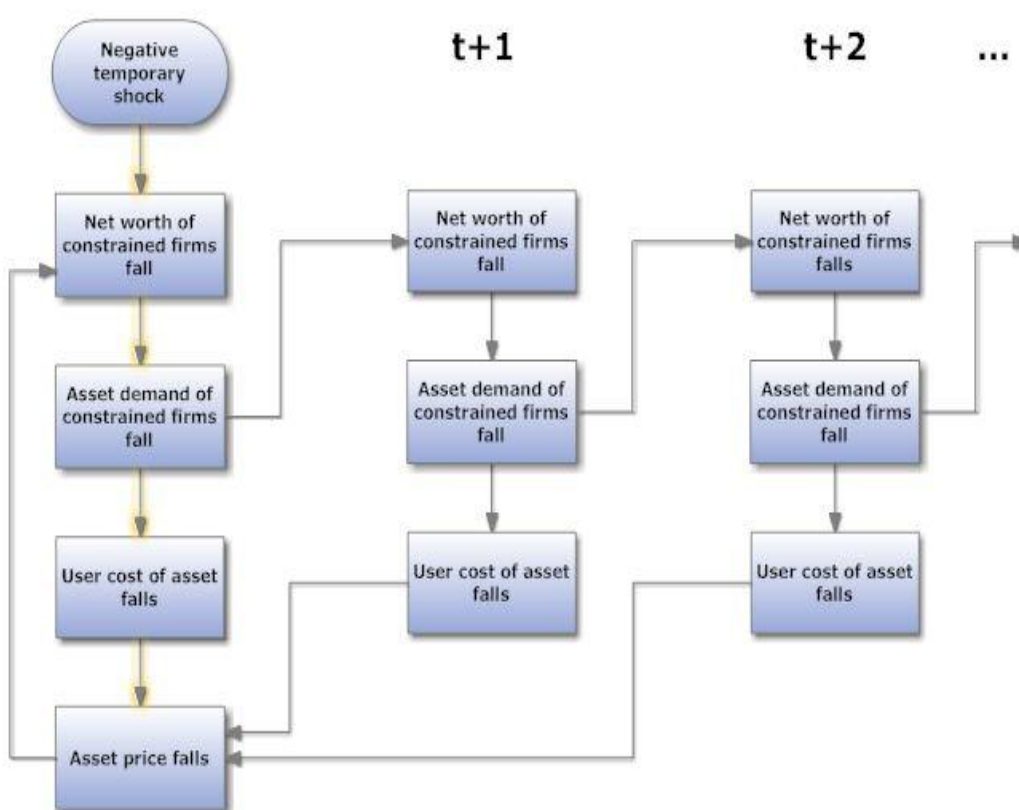 Negative
temporary
shock
t+1
t+2
...
Net worth of
constrained firms
fall
Net worth of
constrained firms
fall
Net worth of
constrained firms
falls
Asset demand of
constrained firms
fall
Asset demand of
constrained firms
fall
Asset demand of
constrained firms
fall
User cost of asset
falls
User cost of asset
falls
User cost of asset
falls
Asset price falls